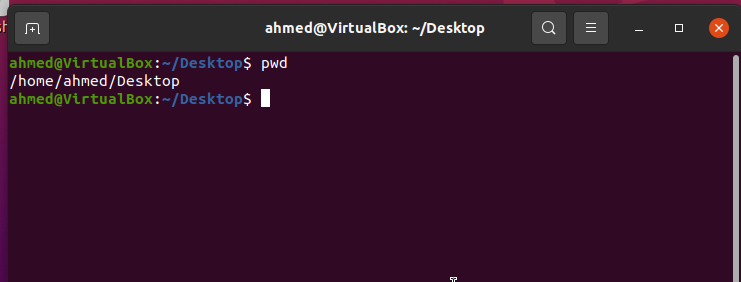 ahmed@VirtualBox: ~/Desktop
ahmed@VirtualBox:~/Desktop$ pwd
/home/ahmed/Desktop
ahmed@VirtualBox:~/Desktop$